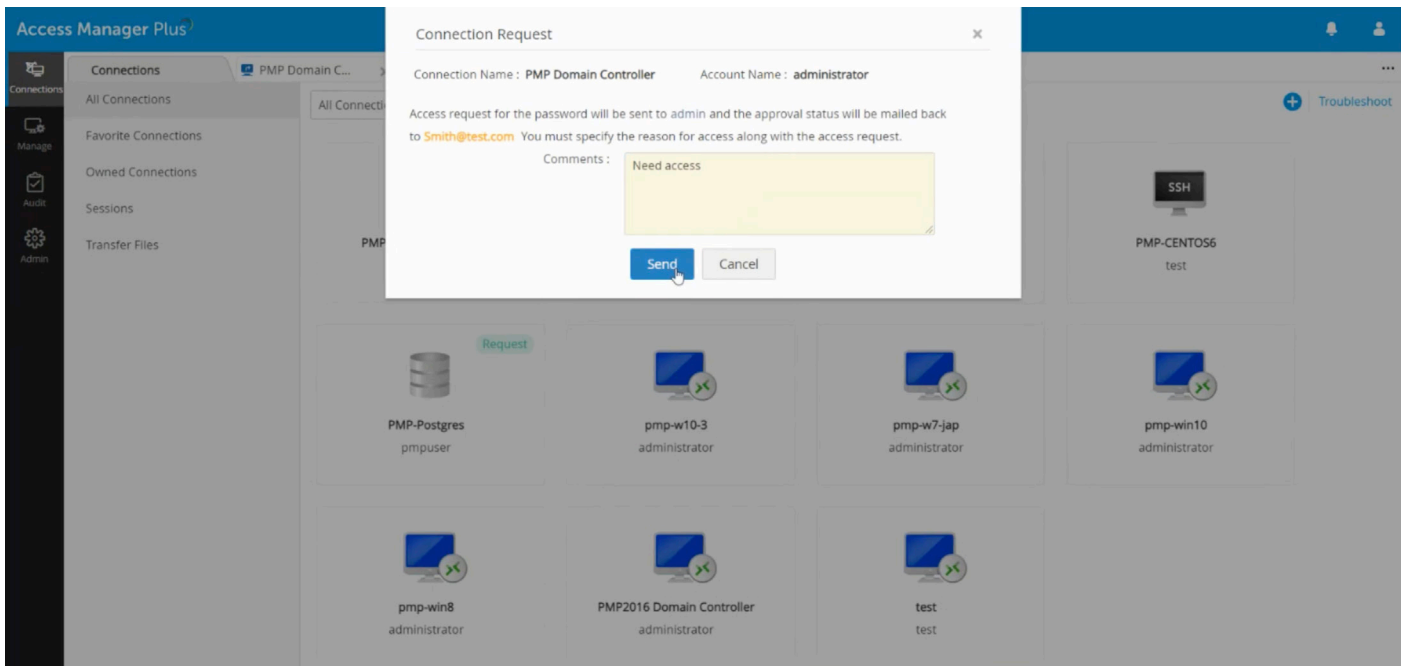 Access Manager Plus
Connection Request
Connections
Manage
Audit
Admin
Connections
PMP Domain C...
...
All Connections
Favorite Connections
Owned Connections
Sessions
Transfer Files
Connection Name : PMP Domain Controller Account Name : administrator
Access request for the password will be sent to admin and the approval status will be mailed back
to Smith@test.com You must specify the reason for access along with the access request.
Comments :
Need access
Send
Cancel
Troubleshoot
PMP
SSH
PMP-CENTOS6
test
Request
PMP-Postgres
pmpuser
pmp-w10-3
administrator
pmp-w7-jap
administrator
pmp-win10
administrator
pmp-win8
administrator
PMP2016 Domain Controller
administrator
test
test